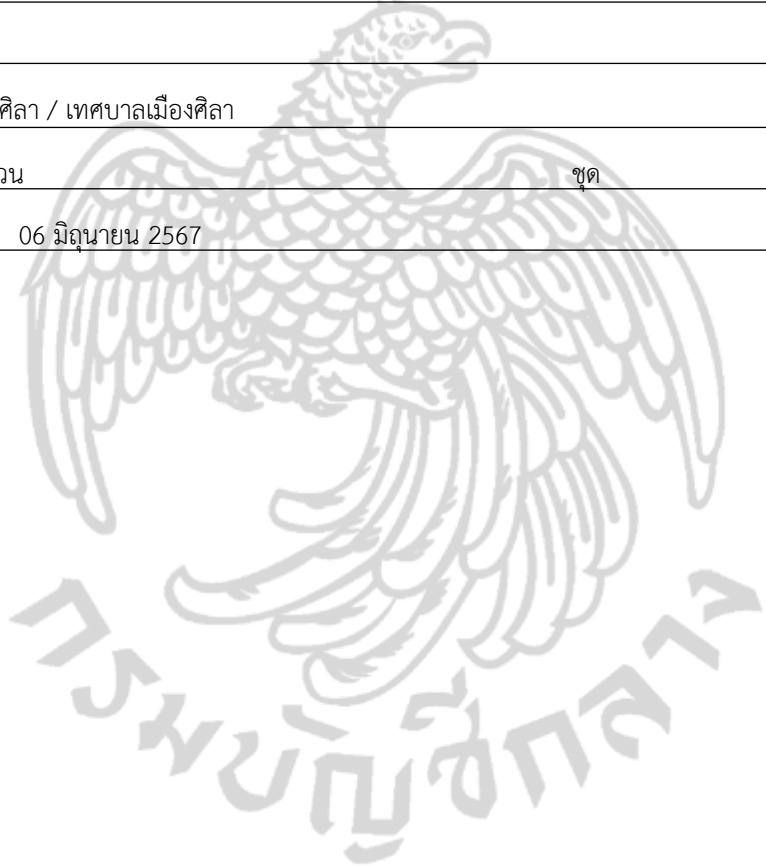 ศิลา / เทศบาลเมืองศิลา
วน ชุด
06 มิถุนายน 2567
กรมบัญชีกลาง